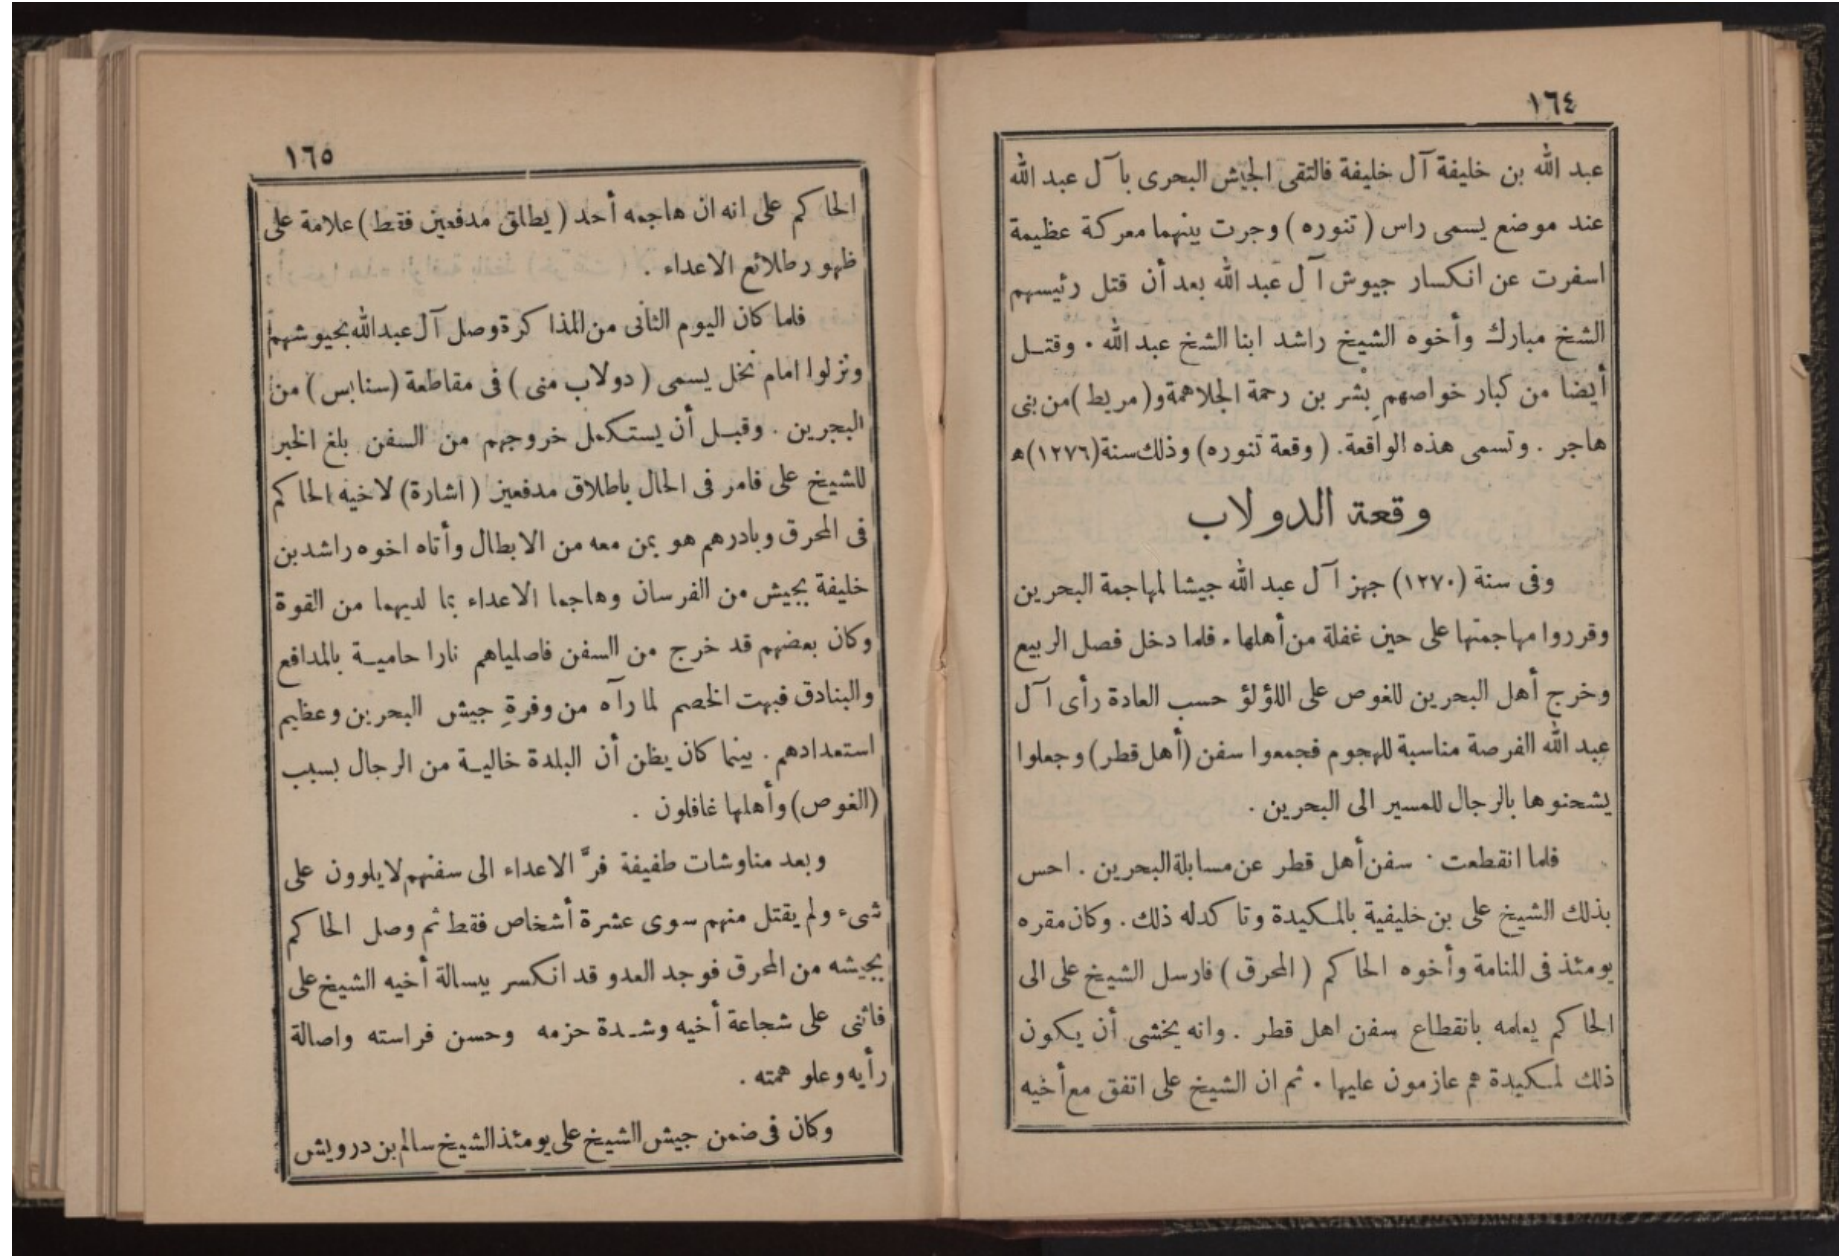 ١٦٤
عبد الله بن خليفة آل خليفة فالتقى الجيش البحرى بآل عبد الله
عند موضع يسمى راس ( تنوره ) وجرت بينهما معركة عظيمة
اسفرت عن انكسار جيوش آل عبد الله بعد أن قتل رئيسهم
الشخ مبارك وأخوه الشيخ راشد ابنا الشخ عبد الله . وقتل
أيضا من كبار خواصهم بشر بن رحمة الجلاهمة و( مريط ) من بنى
هاجر . وتسمى هذه الواقعة . ( وقعة تنوره ) وذلك سنة (١٢٧٦) ه
وقعة الدولاب
وفى سنة (١٢٧٠) جهز آل عبد الله جيشا لمهاجمة البحرين
وقرروا مهاجمتها على حين غفلة من أهلها . فلما دخل فصل الربيع
وخرج أهل البحرين للغوص على اللؤلؤ حسب العادة رأى آل
عبد الله الفرصة مناسبة للهجوم فجمعوا سفن (أهل قطر) وجعلوا
يشحنوها بالرجال للمسير الى البحرين .
فلما انقطعت سفن أهل قطر عن مسابلة البحرين . احس
بذلك الشيخ على بن خليفية بالمكيدة وتاكد له ذلك . وكان مقره
يومئذ فى المنامة وأخوه الحاكم ( المحرق ) فارسل الشيخ على الى
الحاكم يعلمه بانقطاع سفن اهل قطر . وانه يخشى أن يكون
ذلك لمكيدة هم عازمون عليها . ثم ان الشيخ على اتفق مع أخيه
١٦٥
الحاكم على انه ان هاجمه أحد ( يطلق مدفعين فقط ) علامة على
ظهور طلائع الاعداء .
فلما كان اليوم الثانى من المذاكرة وصل آل عبد الله بجيوشهم
ونزلوا امام نخل يسمى ( دولاب منى ) فى مقاطعة (سنابس) من
البجرين . وقبل أن يستكمل خروجهم من السفن بلغ الخبر
للشيخ على فامر فى الحال باطلاق مدفعين ( اشارة ) لاخيه الحاكم
فى المحرق وبادرهم هو بمن معه من الابطال وأتاه اخوه راشد بن
خليفة بجيش من الفرسان وهاجما الاعداء بما لديهما من القوة
وكان بعضهم قد خرج من السفن فاصلياهم نارا حامية بالمدافع
والبنادق فبهت الخصم لما رآه من وفرة جيش البحرين وعظيم
استعدادهم . بينما كان يظن أن البلدة خالية من الرجال بسبب
(الغوص) وأهلها غافلون .
وبعد مناوشات طفيفة فرَّ الاعداء الى سفنهم لا يلوون على
شىء ولم يقتل منهم سوى عشرة أشخاص فقط ثم وصل الحاكم
بجيشه من المحرق فوجد العدو قد انكسر ببسالة أخيه الشيخ على
فاثنى على شجاعة أخيه وشدة حزمه وحسن فراسته واصالة
رأيه وعلو همته .
وكان فى ضمن جيش الشيخ على يومئذ الشيخ سالم بن درويش